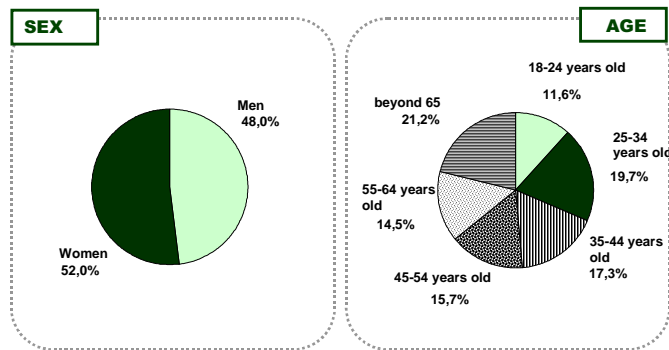 SEX
Men
48,0%
Women
52,0%
AGE
18-24 years old
11,6%
25-34
years old
19,7%
35-44 years
old
17,3%
45-54 years old
15,7%
55-64 years
old
14,5%
beyond 65
21,2%